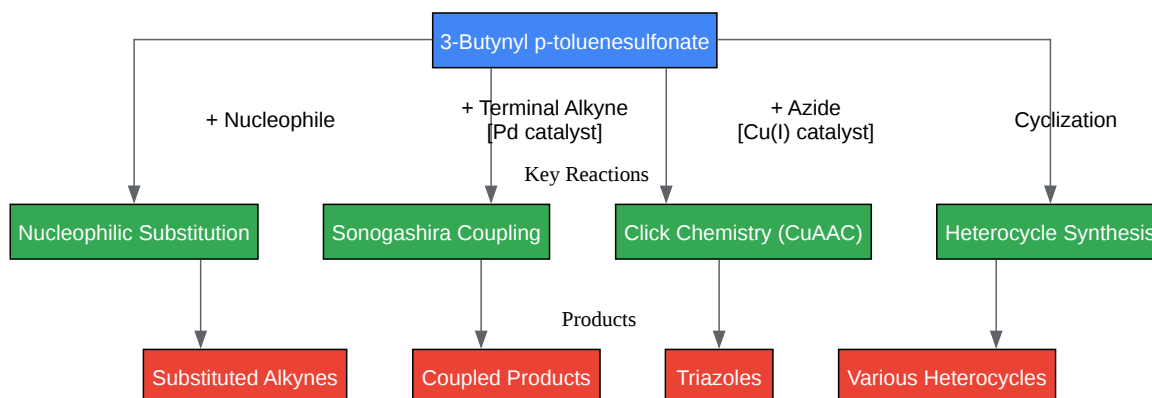 3-Butynyl p-toluenesulfonate
+ Nucleophile
+ Terminal Alkyne
[Pd catalyst]
+ Azide
[Cu(I) catalyst]
Cyclization
Key Reactions
Nucleophilic Substitution
Sonogashira Coupling
Click Chemistry (CuAAC)
Heterocycle Synthesis
Products
Substituted Alkynes
Coupled Products
Triazoles
Various Heterocycles